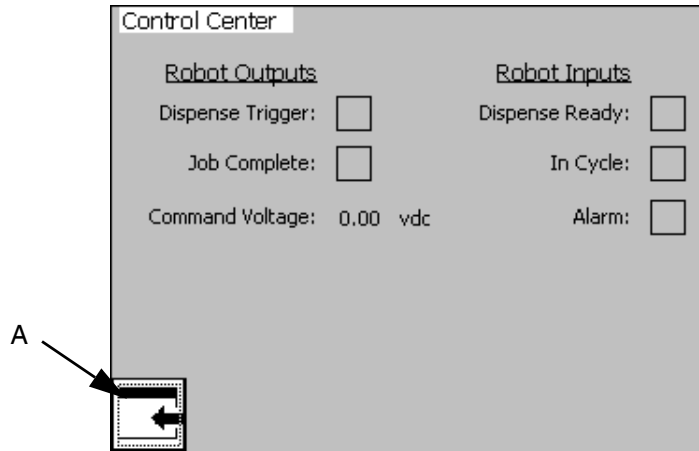 Control Center
Robot Outputs
Robot Inputs
Dispense Trigger:
Dispense Ready:
Job Complete:
In Cycle:
Command Voltage: 0.00 vdc
Alarm:
A